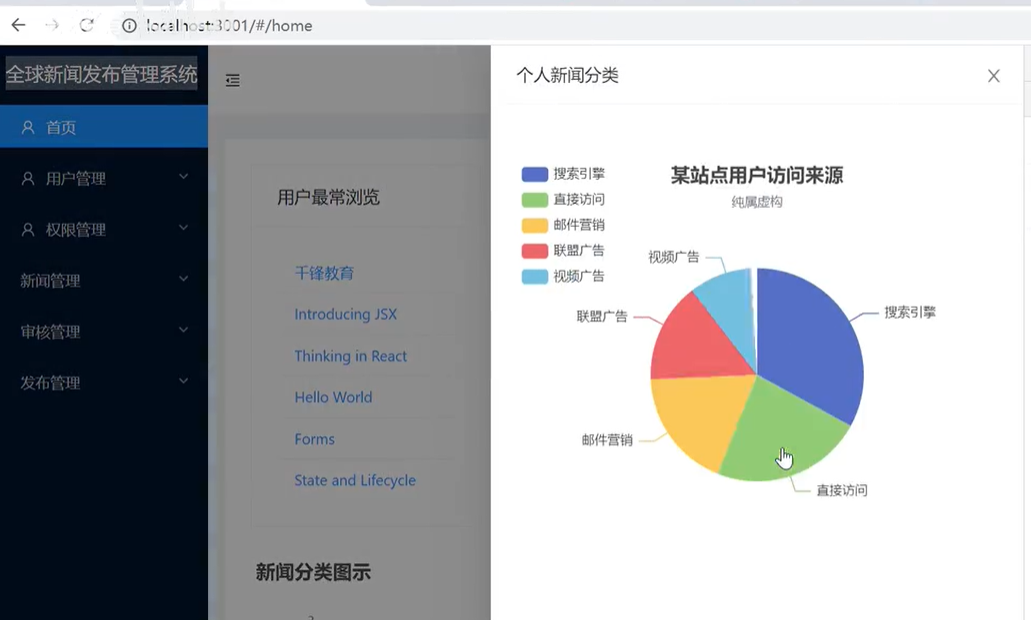 localhost:3001/#/home
全球新闻发布管理系统
首页
用户管理
权限管理
新闻管理
审核管理
发布管理
用户最常浏览
千锋教育
Introducing JSX
Thinking in React
Hello World
Forms
State and Lifecycle
新闻分类图示
个人新闻分类
搜索引擎
直接访问
邮件营销
联盟广告
视频广告
某站点用户访问来源
纯属虚构
视频广告
搜索引擎
联盟广告
邮件营销
直接访问